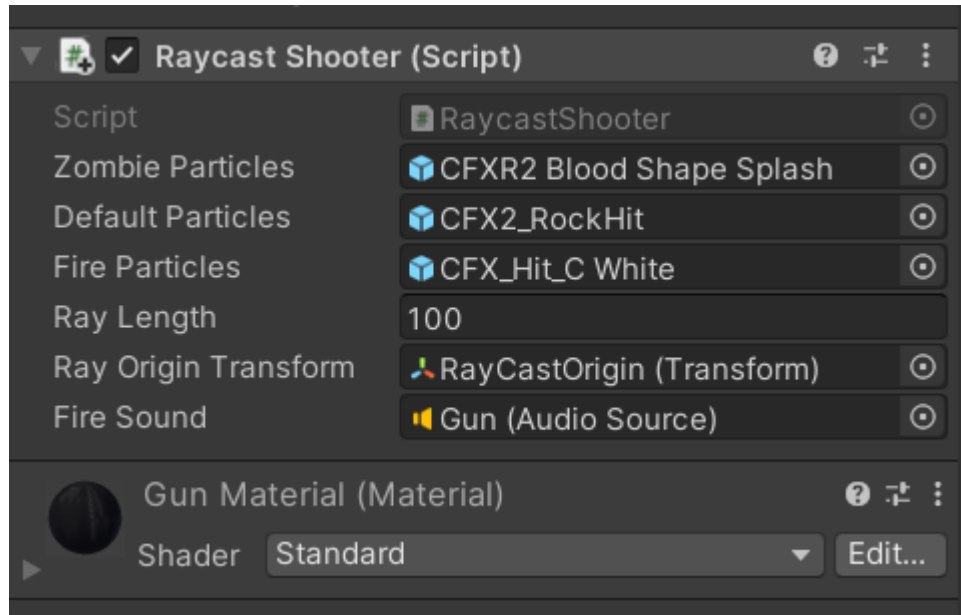 Raycast Shooter (Script)
Script RaycastShooter
Zombie Particles CFXR2 Blood Shape Splash
Default Particles CFX2_RockHit
Fire Particles CFX_Hit_C White
Ray Length 100
Ray Origin Transform RayCastOrigin (Transform)
Fire Sound Gun (Audio Source)
Gun Material (Material)
Shader Standard Edit...